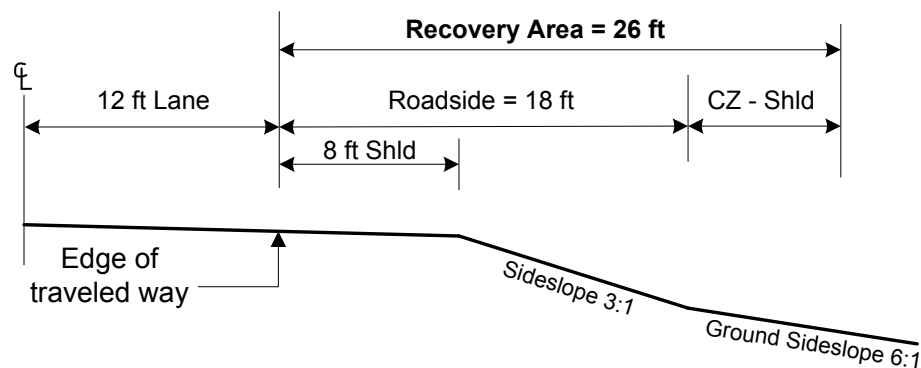 Recovery Area = 26 ft
℄
12 ft Lane
Roadside = 18 ft
CZ - Shld
8 ft Shld
Edge of
traveled way
Sideslope 3:1
Ground Sideslope 6:1